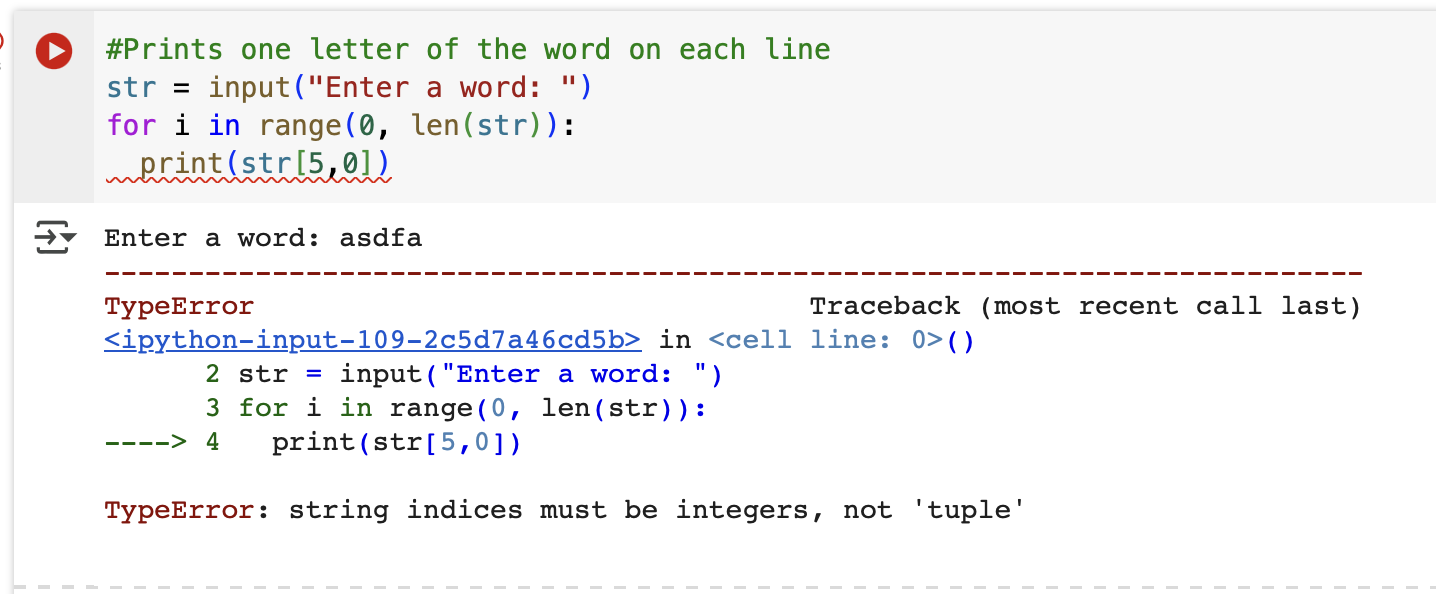 #Prints one letter of the word on each line
str = input("Enter a word: ")
for i in range(0, len(str)):
  print(str[5,0])
Enter a word: asdfa
---------------------------------------------------------------------------
TypeError                                 Traceback (most recent call last)
<ipython-input-109-2c5d7a46cd5b> in <cell line: 0>()
      2 str = input("Enter a word: ")
      3 for i in range(0, len(str)):
----> 4   print(str[5,0])
TypeError: string indices must be integers, not 'tuple'